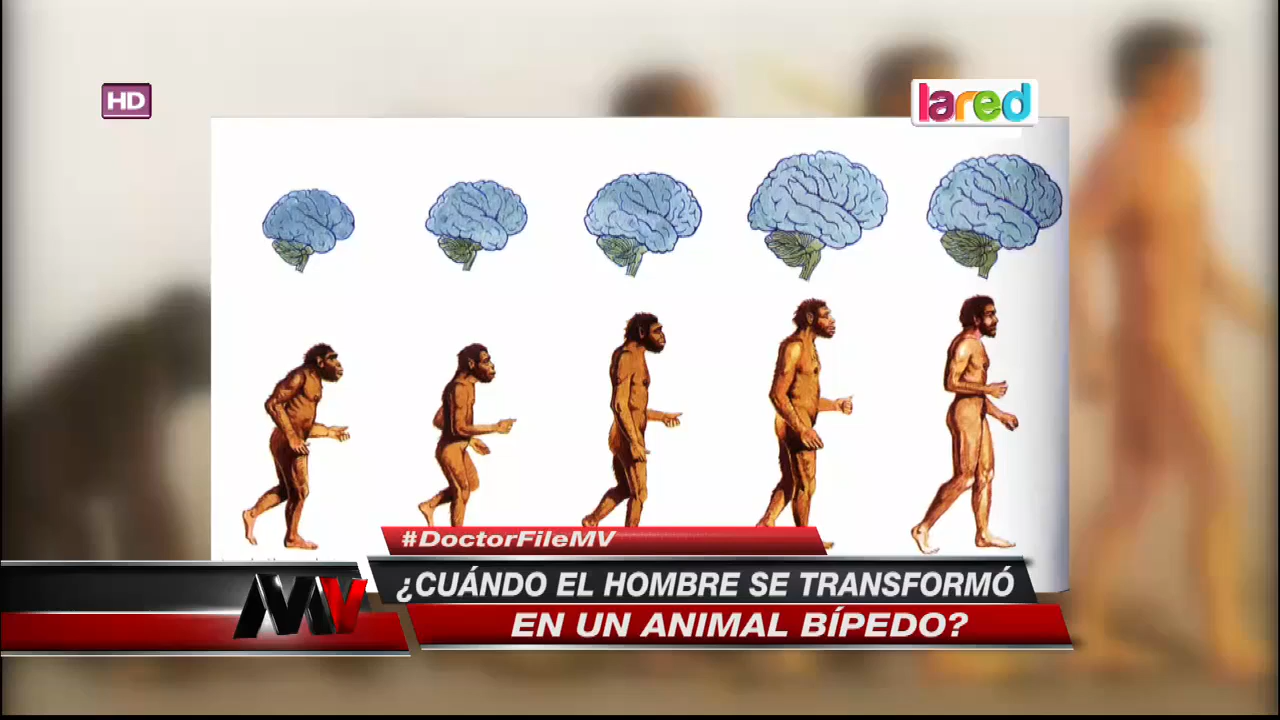 HD
lared
#DoctorFileMV
MV
¿CUÁNDO EL HOMBRE SE TRANSFORMÓ
EN UN ANIMAL BÍPEDO?